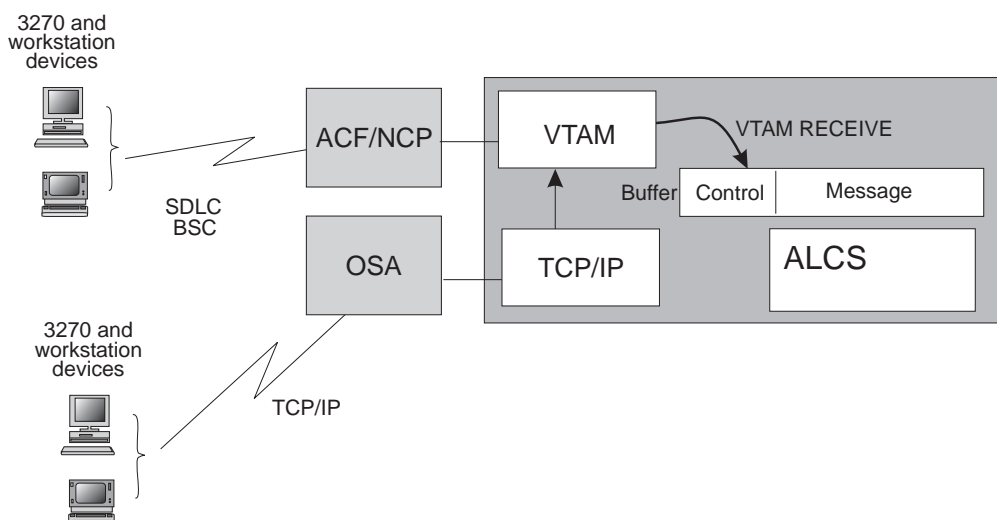 3270 and
workstation
devices
ACF/NCP
VTAM
VTAM RECEIVE
Buffer
Control
Message
SDLC
BSC
OSA
TCP/IP
ALCS
3270 and
workstation
devices
TCP/IP